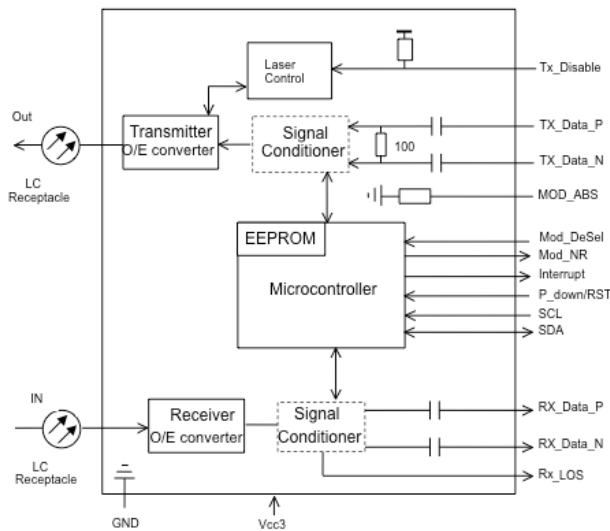 Laser
Control
Tx_Disable
Out
Transmitter
O/E converter
Signal
Conditioner
TX_Data_P
100
TX_Data_N
LC
Receptacle
MOD_ABS
EEPROM
Microcontroller
Mod_DeSel
Mod_NR
Interrupt
P_down/RST
SCL
SDA
IN
Receiver
O/E converter
Signal
Conditioner
RX_Data_P
RX_Data_N
Rx_LOS
LC
Receptacle
GND
Vcc3